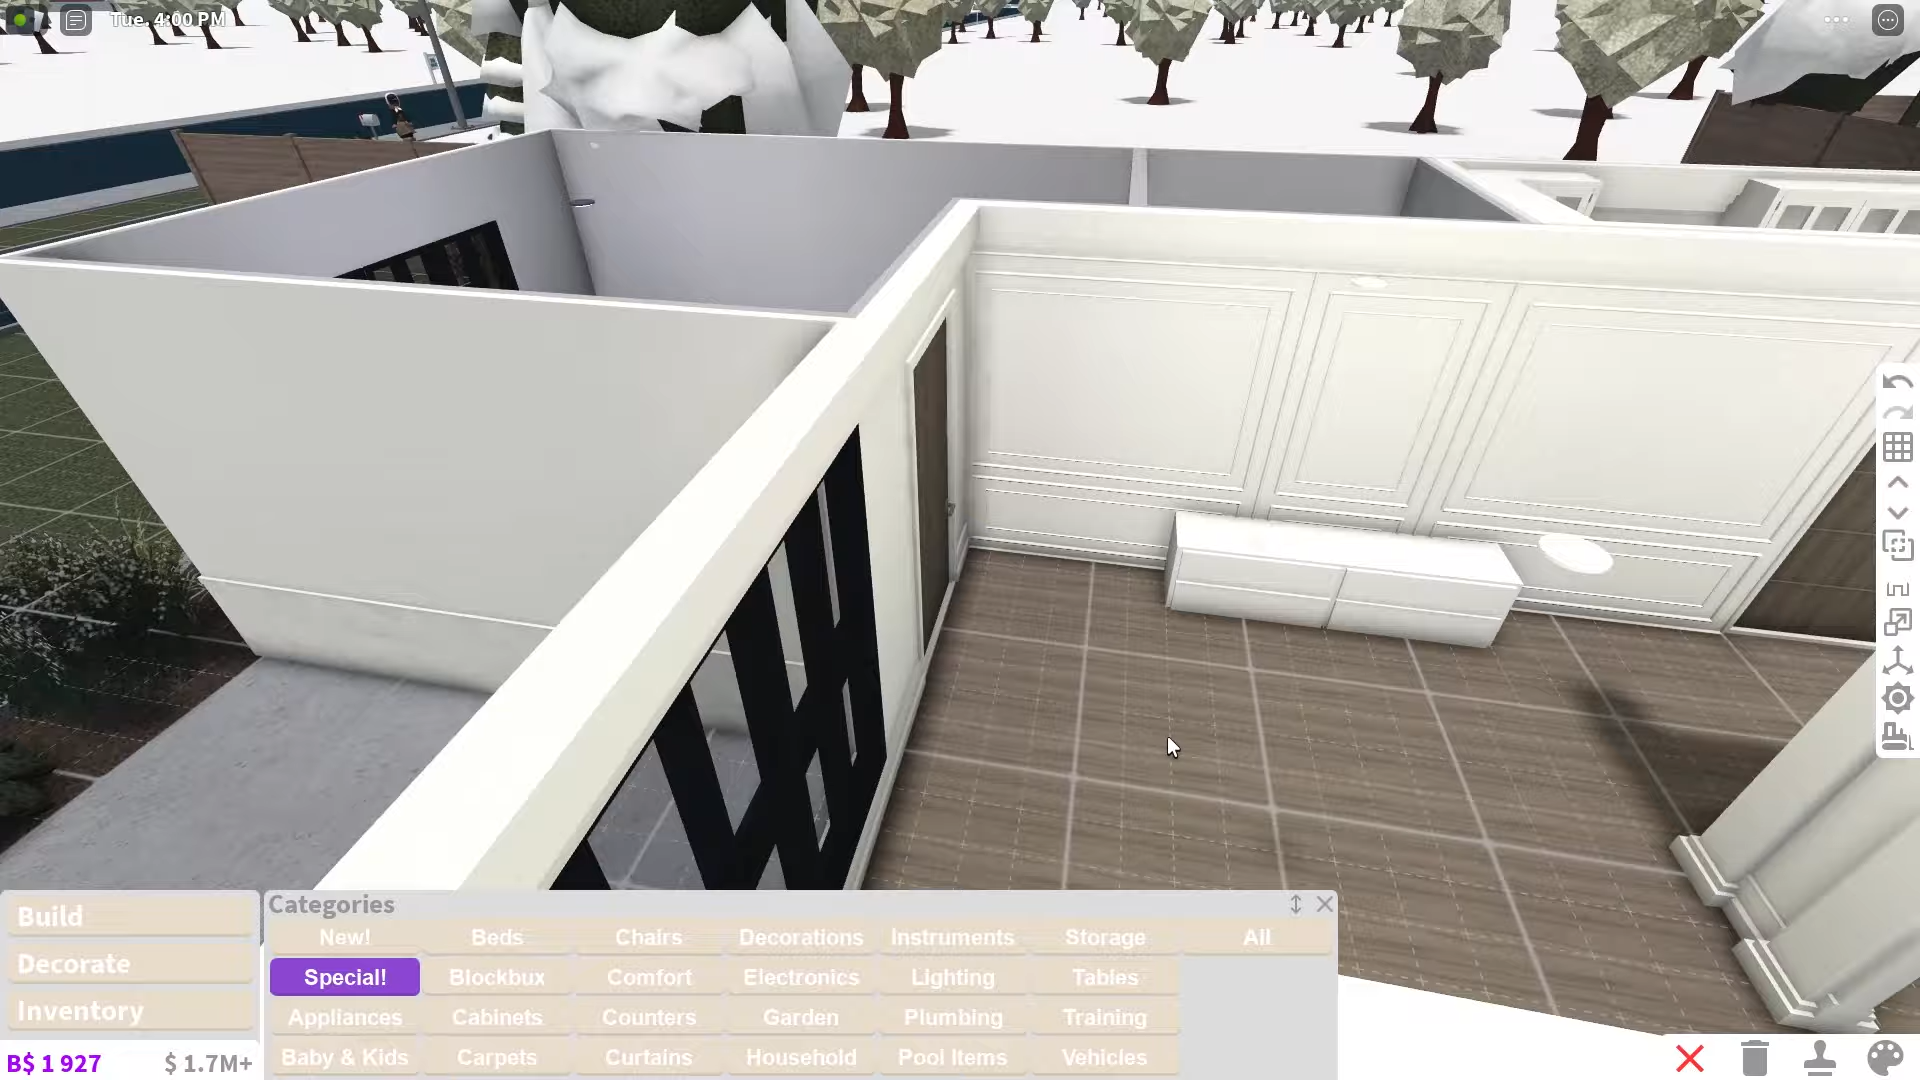 Tue, 4:00 PM
Build
Decorate
Inventory
B$ 1 927
$ 1.7M+
Categories
New! Beds Chairs Decorations Instruments Storage All
Special! Blockbux Comfort Electronics Lighting Tables
Appliances Cabinets Counters Garden Plumbing Training
Baby & Kids Carpets Curtains Household Pool Items Vehicles